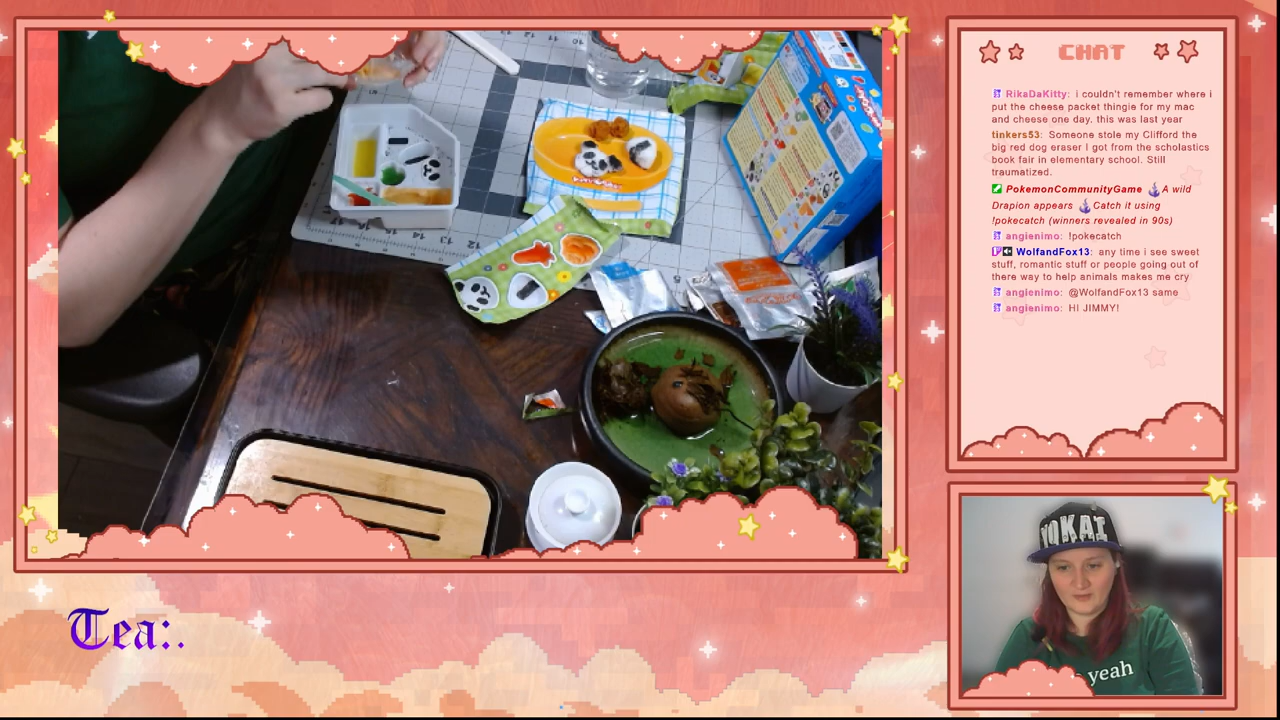 CHAT
RikaDaKitty: i couldn't remember where i
put the cheese packet thingie for my mac
and cheese one day. this was last year
tinkers53: Someone stole my Clifford the
big red dog eraser I got from the scholastics
book fair in elementary school. Still
traumatized.
PokemonCommunityGame A wild
Drapion appears Catch it using
!pokecatch (winners revealed in 90s)
angienimo: !pokecatch
WolfandFox13: any time i see sweet
stuff, romantic stuff or people going out of
there way to help animals makes me cry
angienimo: @WolfandFox13 same
angienimo: HI JIMMY!
YOKAI
yeah
Tea:.